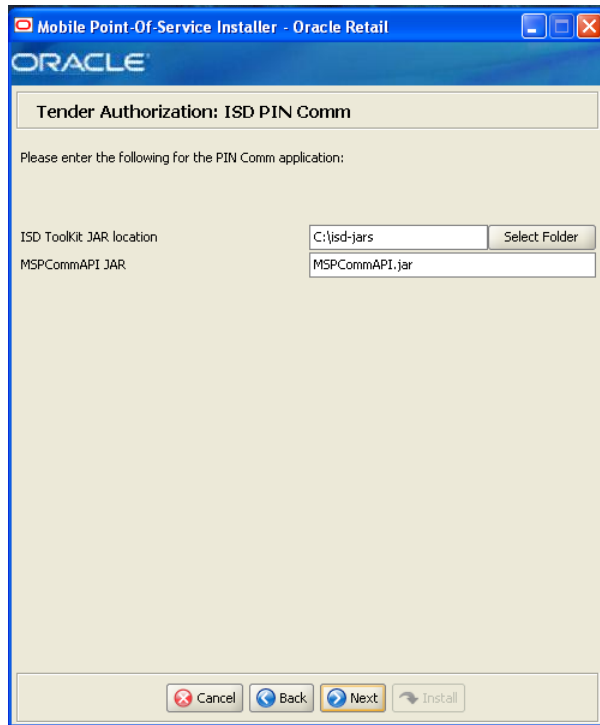 Mobile Point-Of-Service Installer - Oracle Retail
ORACLE
Tender Authorization: ISD PIN Comm
Please enter the following for the PIN Comm application:
ISD ToolKit JAR location C:\isd-jars Select Folder
MSPCommAPI JAR MSPCommAPI.jar
Cancel Back Next Install